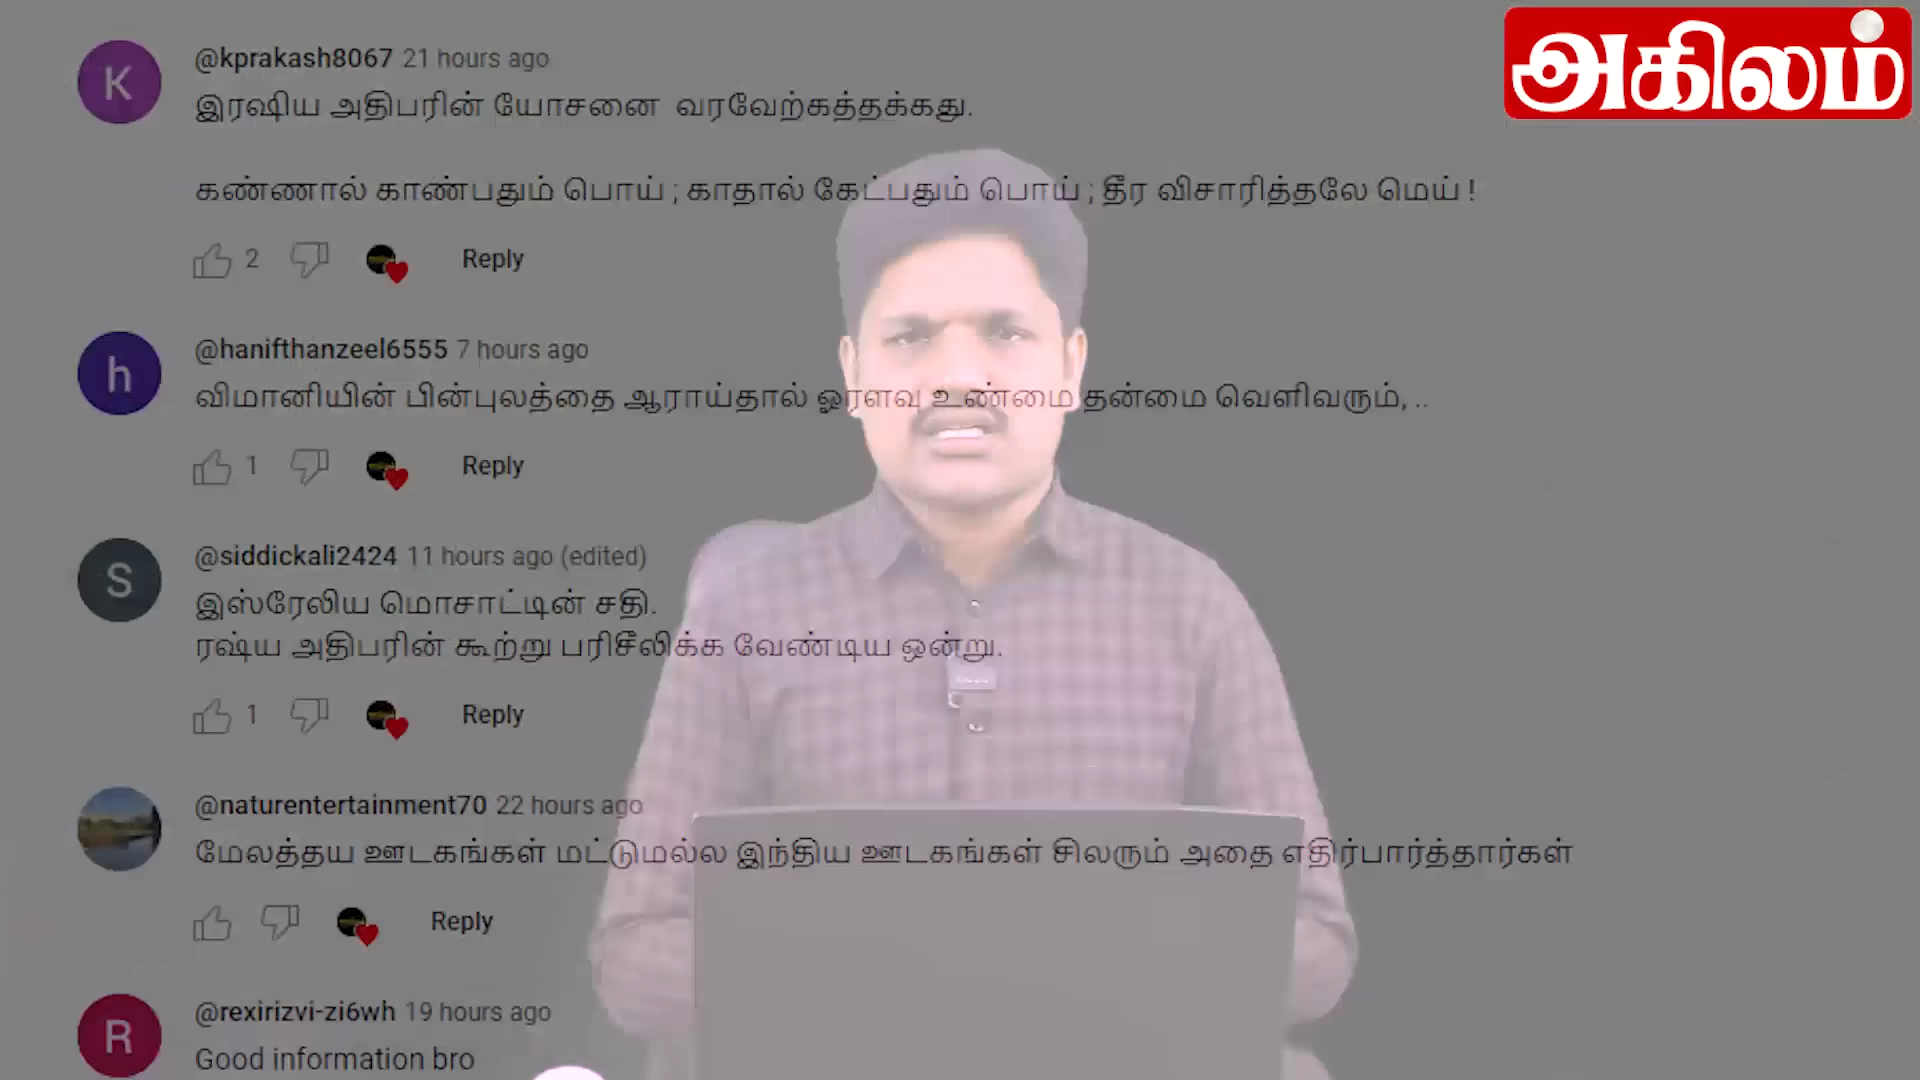 அகிலம்
@kprakash8067 21 hours ago
இரஷிய அதிபரின் யோசனை வரவேற்கத்தக்கது.
கண்ணால் காண்பதும் பொய் ; காதால் கேட்பதும் பொய் ; தீர விசாரித்தலே மெய் !
2 Reply
@hanifthanzeel6555 7 hours ago
விமானியின் பின்புலத்தை ஆராய்தால் ஓரளவு உண்மை தன்மை வெளிவரும், ..
1 Reply
@siddickali2424 11 hours ago (edited)
இஸ்ரேலிய மொசாட்டின் சதி.
ரஷ்ய அதிபரின் கூற்று பரிசீலிக்க வேண்டிய ஒன்று.
1 Reply
@naturentertainment70 22 hours ago
மேலத்தய ஊடகங்கள் மட்டுமல்ல இந்திய ஊடகங்கள் சிலரும் அதை எதிர்பார்த்தார்கள்
Reply
@rexirizvi-zi6wh 19 hours ago
Good information bro